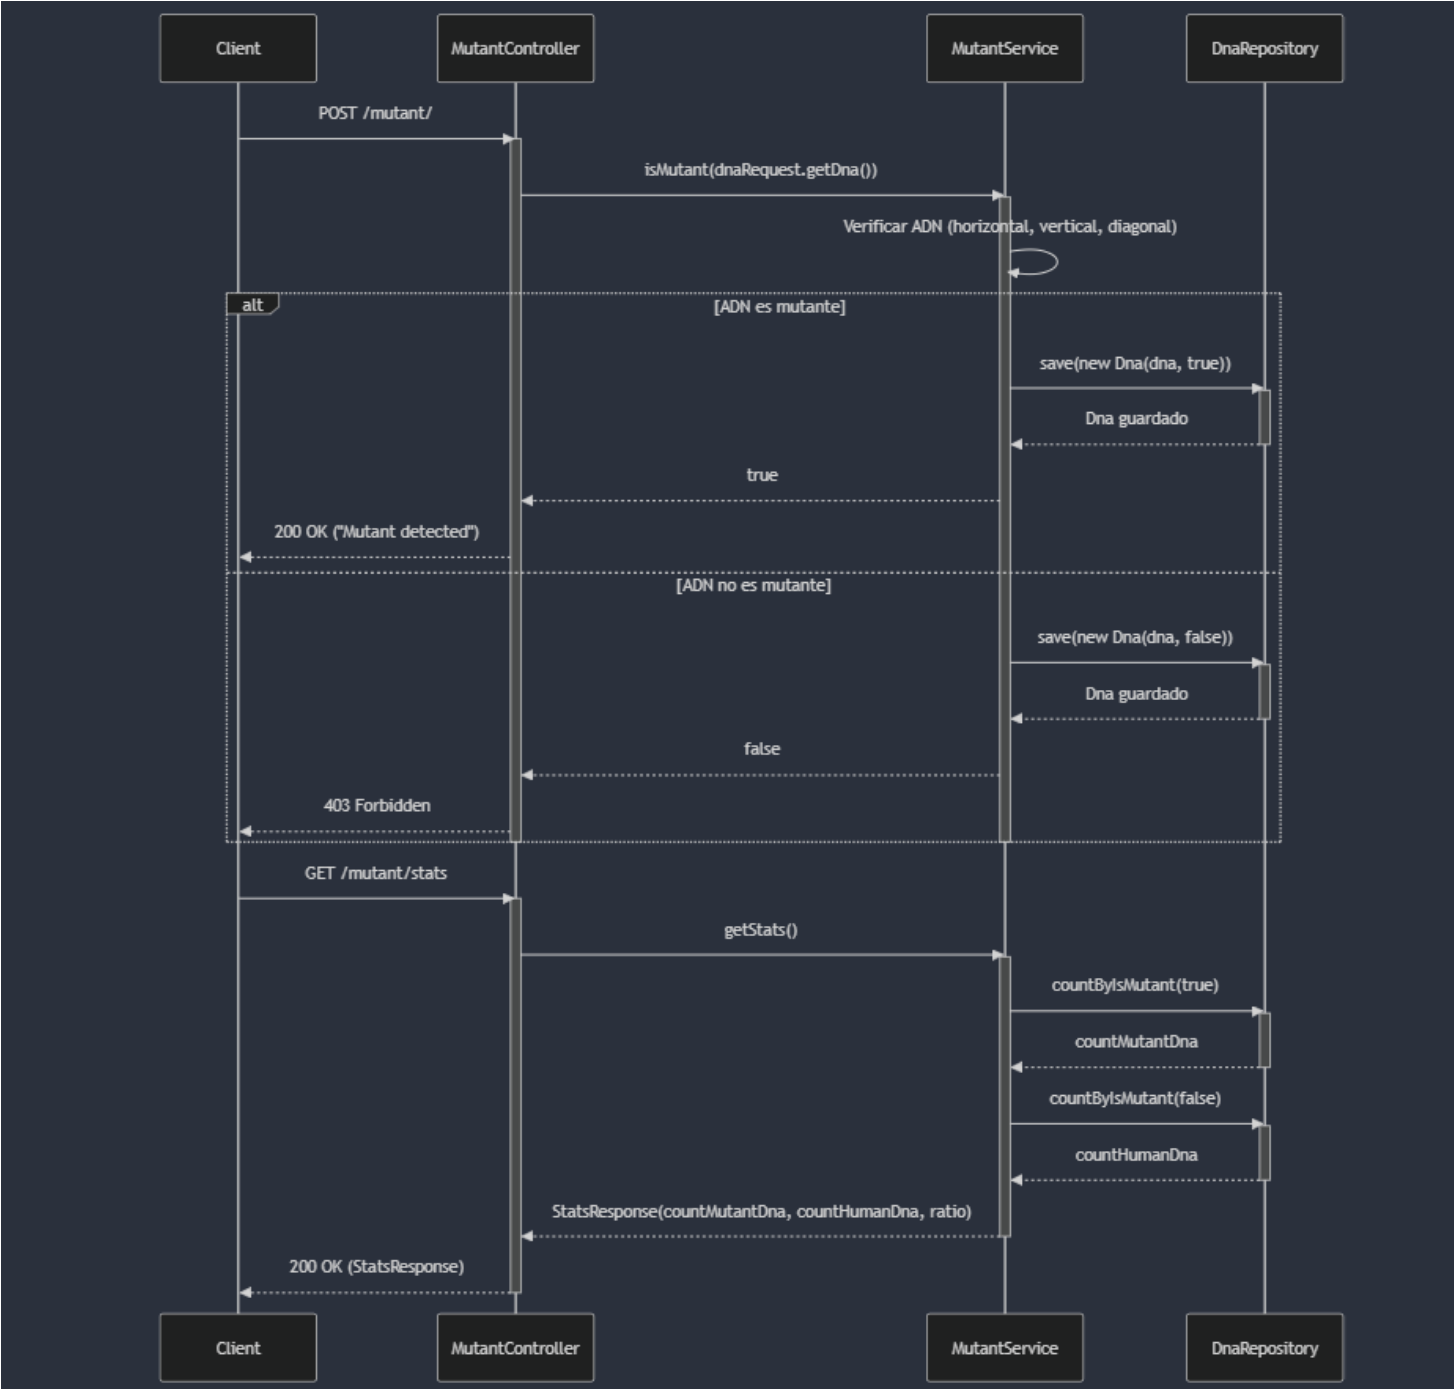 Client
MutantController
MutantService
DnaRepository
POST /mutant/
isMutant(dnaRequest.getDna())
Verificar ADN (horizontal, vertical, diagonal)
alt
[ADN es mutante]
save(new Dna(dna, true))
Dna guardado
true
200 OK ("Mutant detected")
[ADN no es mutante]
save(new Dna(dna, false))
Dna guardado
false
403 Forbidden
GET /mutant/stats
getStats()
countByIsMutant(true)
countMutantDna
countByIsMutant(false)
countHumanDna
StatsResponse(countMutantDna, countHumanDna, ratio)
200 OK (StatsResponse)
Client
MutantController
MutantService
DnaRepository